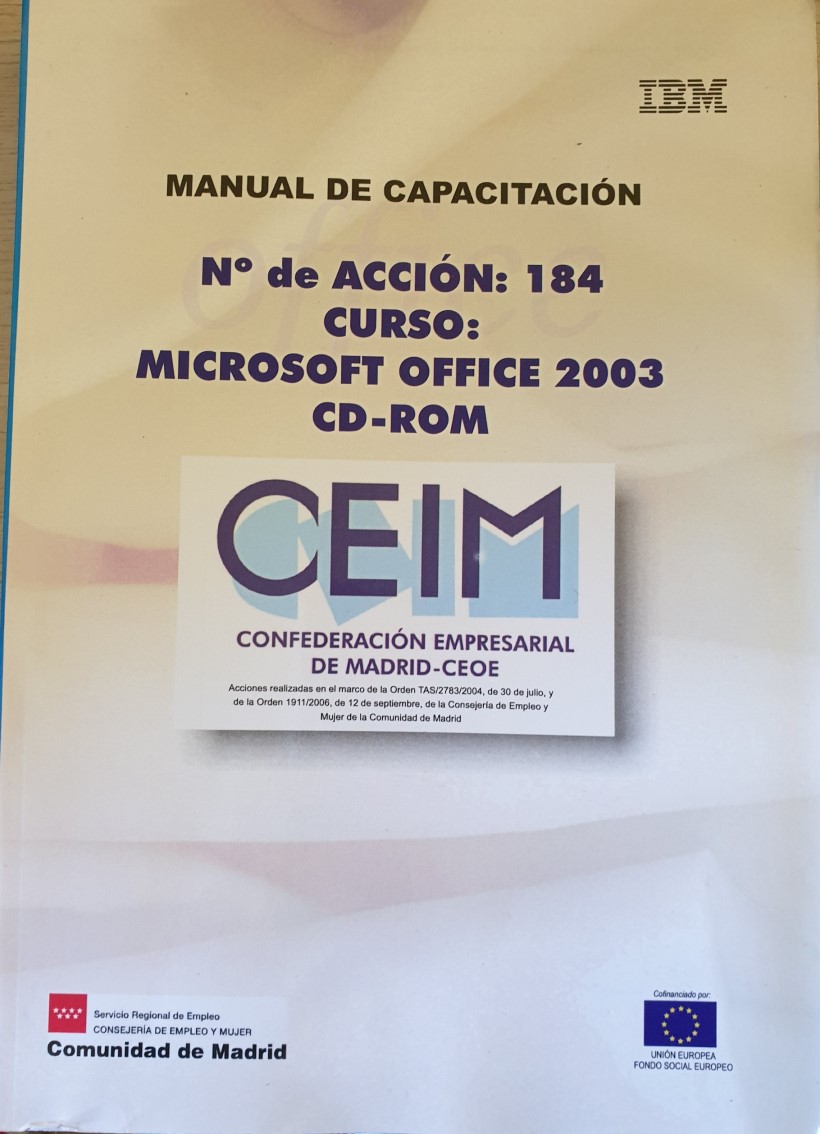 IBM
MANUAL DE CAPACITACIÓN
office
Nº de ACCIÓN: 184
CURSO:
MICROSOFT OFFICE 2003
CD-ROM
CEIM
CONFEDERACIÓN EMPRESARIAL
DE MADRID-CEOE
Acciones realizadas en el marco de la Orden TAS/2783/2004, de 30 de julio, y
de la Orden 1911/2006, de 12 de septiembre, de la Consejería de Empleo y
Mujer de la Comunidad de Madrid
Servicio Regional de Empleo
CONSEJERÍA DE EMPLEO Y MUJER
Comunidad de Madrid
Cofinanciado por:
UNIÓN EUROPEA
FONDO SOCIAL EUROPEO